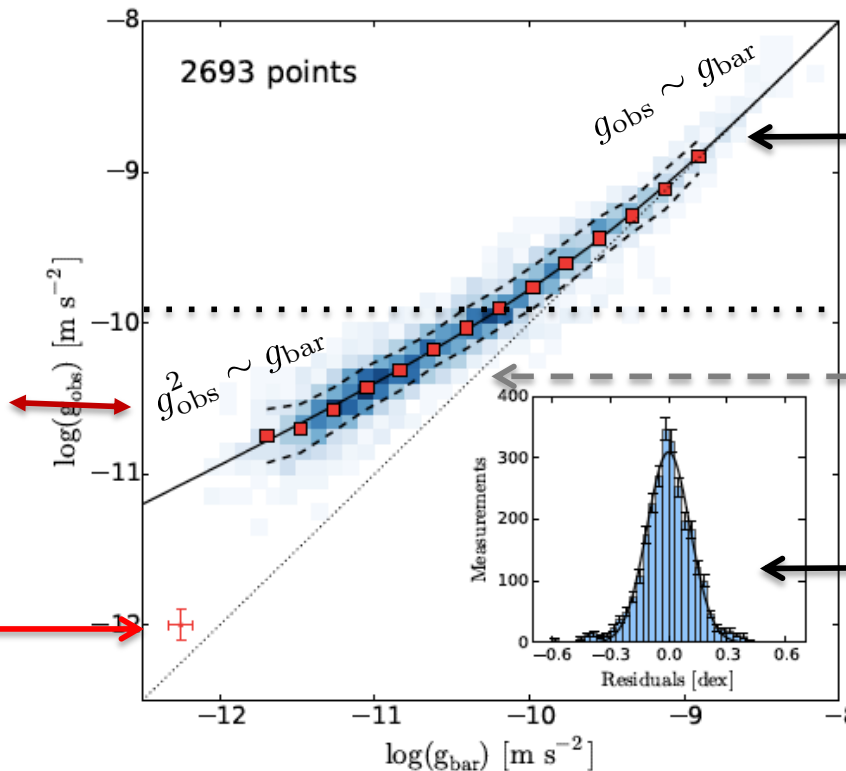 −8
2693 points
g_obs ∼ g_bar
−9
log(g_obs) [m s⁻²]
−10
g²_obs ∼ g_bar
−11
−12
400
300
200
100
0
Measurements
−0.6 −0.3 0.0 0.3 0.6
Residuals [dex]
−12 −11 −10 −9 −8
log(g_bar) [m s⁻²]